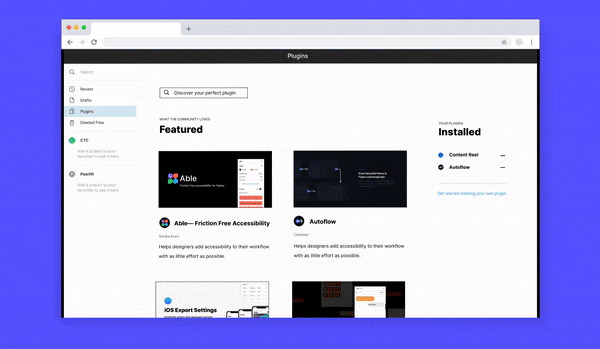 Plugins
Search
Recent
Drafts
Plugins
Deleted Files
CTC
Add a project to your
favorites to see it here.
Pearlift
Add a project to your
favorites to see it here.
Discover your perfect plugin
WHAT THE COMMUNITY LOVED
Featured
Able
Friction free accessibility for Figma.
Able— Friction Free Accessibility
Helps designers add accessibility to their workflow
with as little effort as possible.
Autoflow
Helps designers add accessibility to their workflow
with as little effort as possible.
iOS Export Settings
YOUR PLUGINS
Installed
Content Reel
Autoflow
Get started creating your own plugin